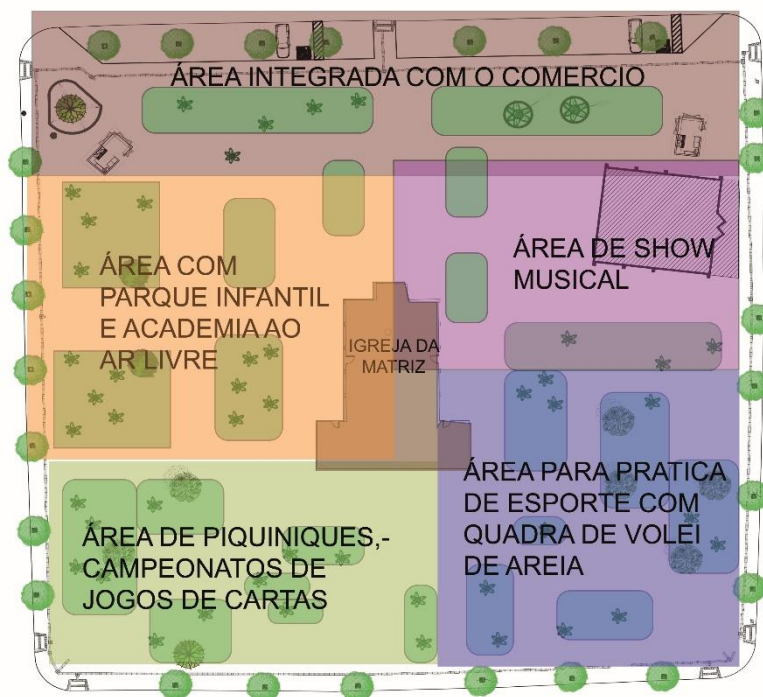 ÁREA INTEGRADA COM O COMERCIO
ÁREA COM
PARQUE INFANTIL
E ACADEMIA AO
AR LIVRE
ÁREA DE SHOW
MUSICAL
IGREJA DA
MATRIZ
ÁREA DE PIQUINIQUES,-
CAMPEONATOS DE
JOGOS DE CARTAS
ÁREA PARA PRATICA
DE ESPORTE COM
QUADRA DE VOLEI
DE AREIA